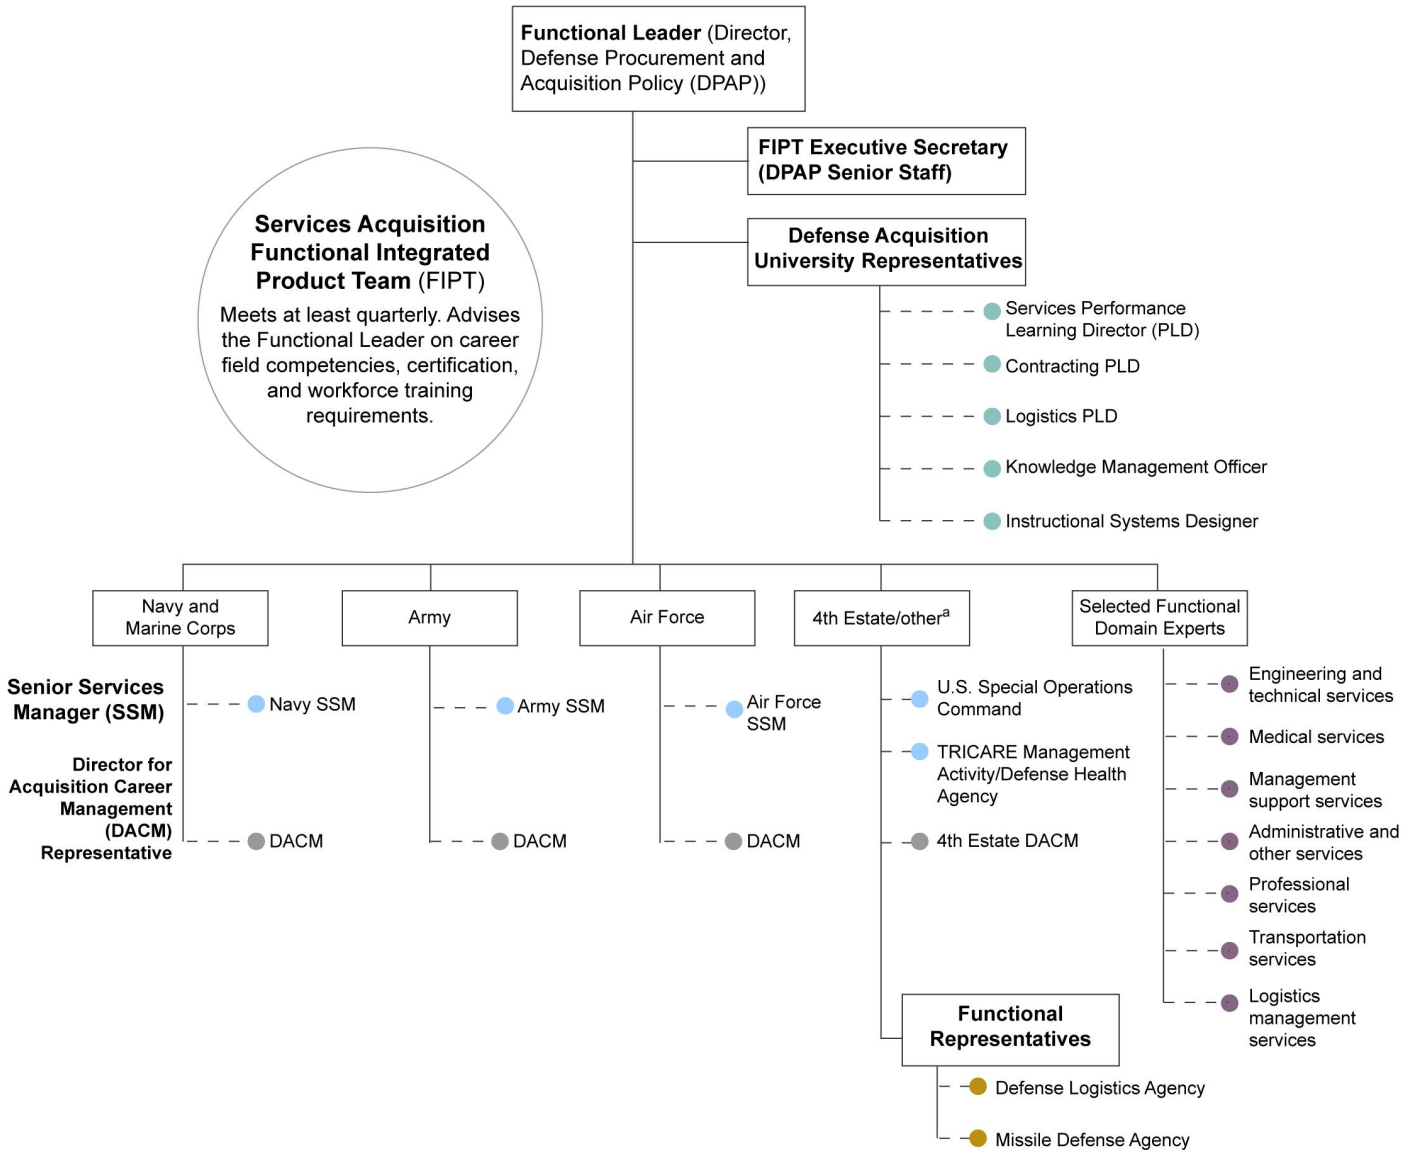 Functional Leader (Director,
Defense Procurement and
Acquisition Policy (DPAP))
FIPT Executive Secretary
(DPAP Senior Staff)
Services Acquisition
Functional Integrated
Product Team (FIPT)
Meets at least quarterly. Advises
the Functional Leader on career
field competencies, certification,
and workforce training
requirements.
Defense Acquisition
University Representatives
Services Performance
Learning Director (PLD)
Contracting PLD
Logistics PLD
Knowledge Management Officer
Instructional Systems Designer
Navy and
Marine Corps
Army
Air Force
4th Estate/otherᵃ
Selected Functional
Domain Experts
Senior Services
Manager (SSM)
Navy SSM
Army SSM
Air Force
SSM
U.S. Special Operations
Command
TRICARE Management
Activity/Defense Health
Agency
Director for
Acquisition Career
Management
(DACM)
Representative
DACM
DACM
DACM
4th Estate DACM
Engineering and
technical services
Medical services
Management
support services
Administrative and
other services
Professional
services
Transportation
services
Logistics
management
services
Functional
Representatives
Defense Logistics Agency
Missile Defense Agency